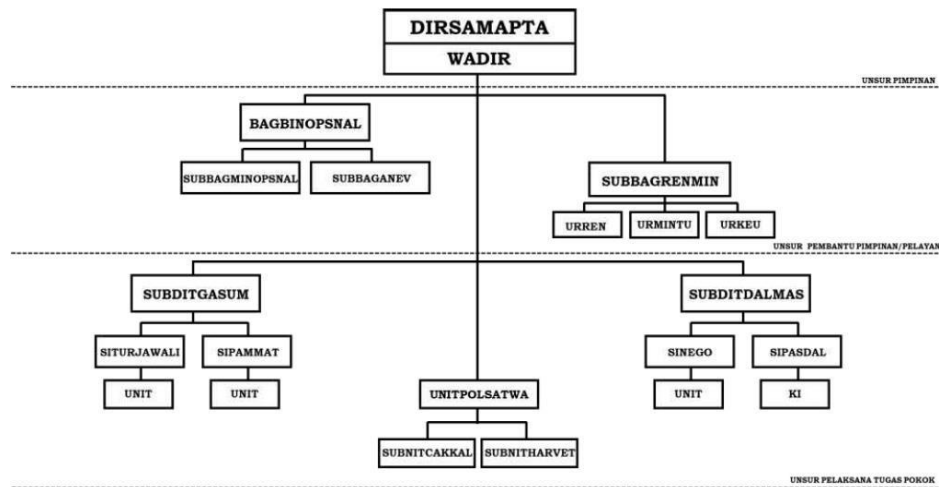 DIRSAMAPTA
WADIR
UNSUR PIMPINAN
BAGBINOPSNAL
SUBBAGMINOPSNAL
SUBBAGANEV
SUBBAGRENMIN
URREN
URMINTU
URKEU
UNSUR PEMBANTU PIMPINAN/PELAYAN
SUBDITGASUM
SUBDITDALMAS
SITURJAWALI
SIPAMMAT
SINEGO
SIPASDAL
UNIT
UNIT
UNITPOLSATWA
UNIT
KI
SUBNITCAKKAL
SUBNITHARVET
UNSUR PELAKSANA TUGAS POKOK